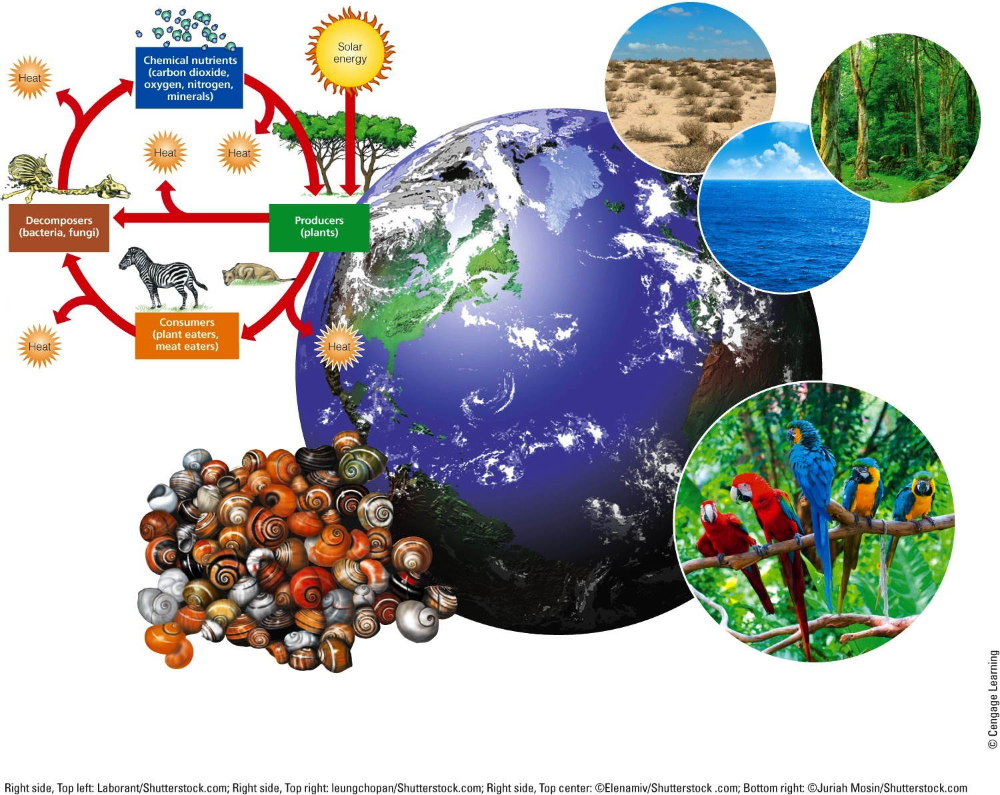 Solar
energy
Chemical nutrients
(carbon dioxide,
oxygen, nitrogen,
minerals)
Heat
Heat
Heat
Decomposers
(bacteria, fungi)
Producers
(plants)
Consumers
(plant eaters,
meat eaters)
Heat
Heat
© Cengage Learning
Right side, Top left: Laborant/Shutterstock.com; Right side, Top right: leungchopan/Shutterstock.com; Right side, Top center: ©Elenamiv/Shutterstock .com; Bottom right: ©Juriah Mosin/Shutterstock.com